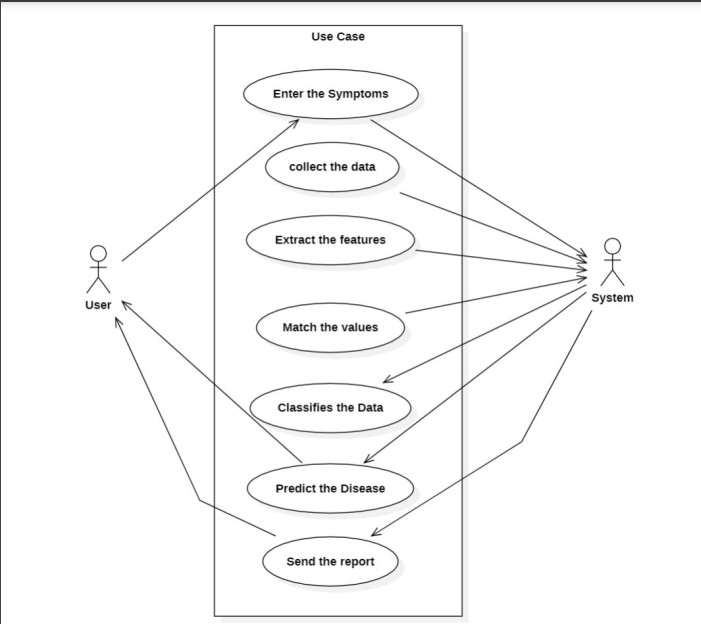 Use Case
Enter the Symptoms
collect the data
Extract the features
User
System
Match the values
Classifies the Data
Predict the Disease
Send the report